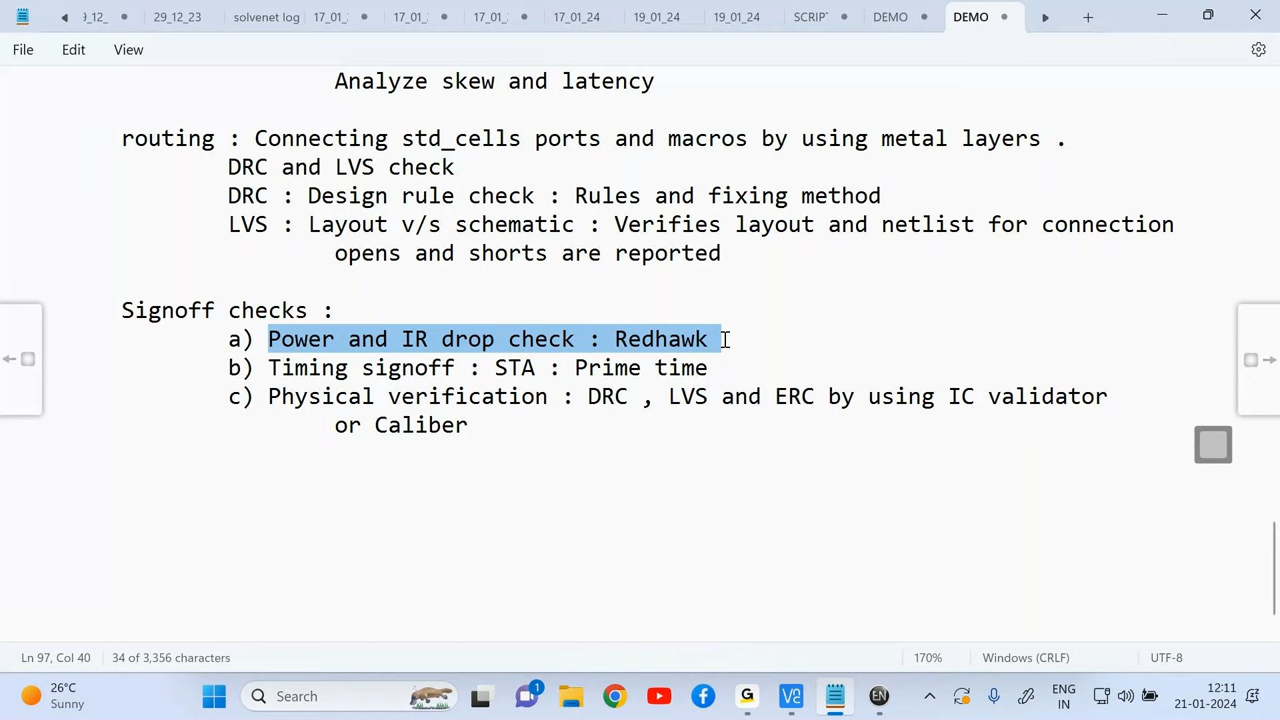 9_12_
29_12_23
solvenet log
17_01_
17_01_
17_01_
17_01_24
19_01_24
19_01_24
SCRIP
DEMO
DEMO
File Edit View
Analyze skew and latency
routing : Connecting std_cells ports and macros by using metal layers .
DRC and LVS check
DRC : Design rule check : Rules and fixing method
LVS : Layout v/s schematic : Verifies layout and netlist for connection
opens and shorts are reported
Signoff checks :
a) Power and IR drop check : Redhawk
b) Timing signoff : STA : Prime time
c) Physical verification : DRC , LVS and ERC by using IC validator
or Caliber
Ln 97, Col 40
34 of 3,356 characters
170%
Windows (CRLF)
UTF-8
26°C
Sunny
Search
1
G
VE
EN
ENG
IN
12:11
21-01-2024